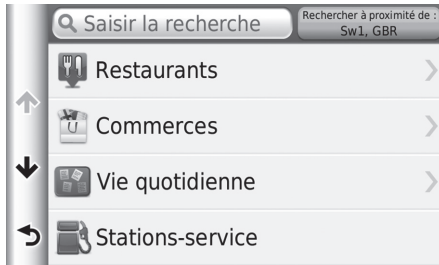 Saisir la recherche
Rechercher à proximité de :
Sw1, GBR
Restaurants
Commerces
Vie quotidienne
Stations-service